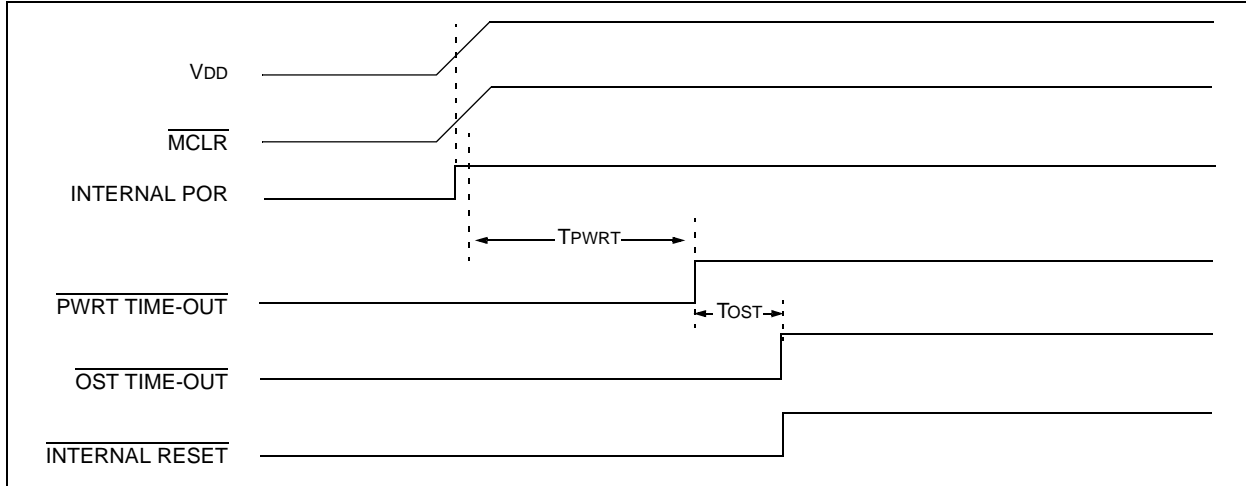 VDD
MCLR
INTERNAL POR
TPWRT
PWRT TIME-OUT
TOST
OST TIME-OUT
INTERNAL RESET